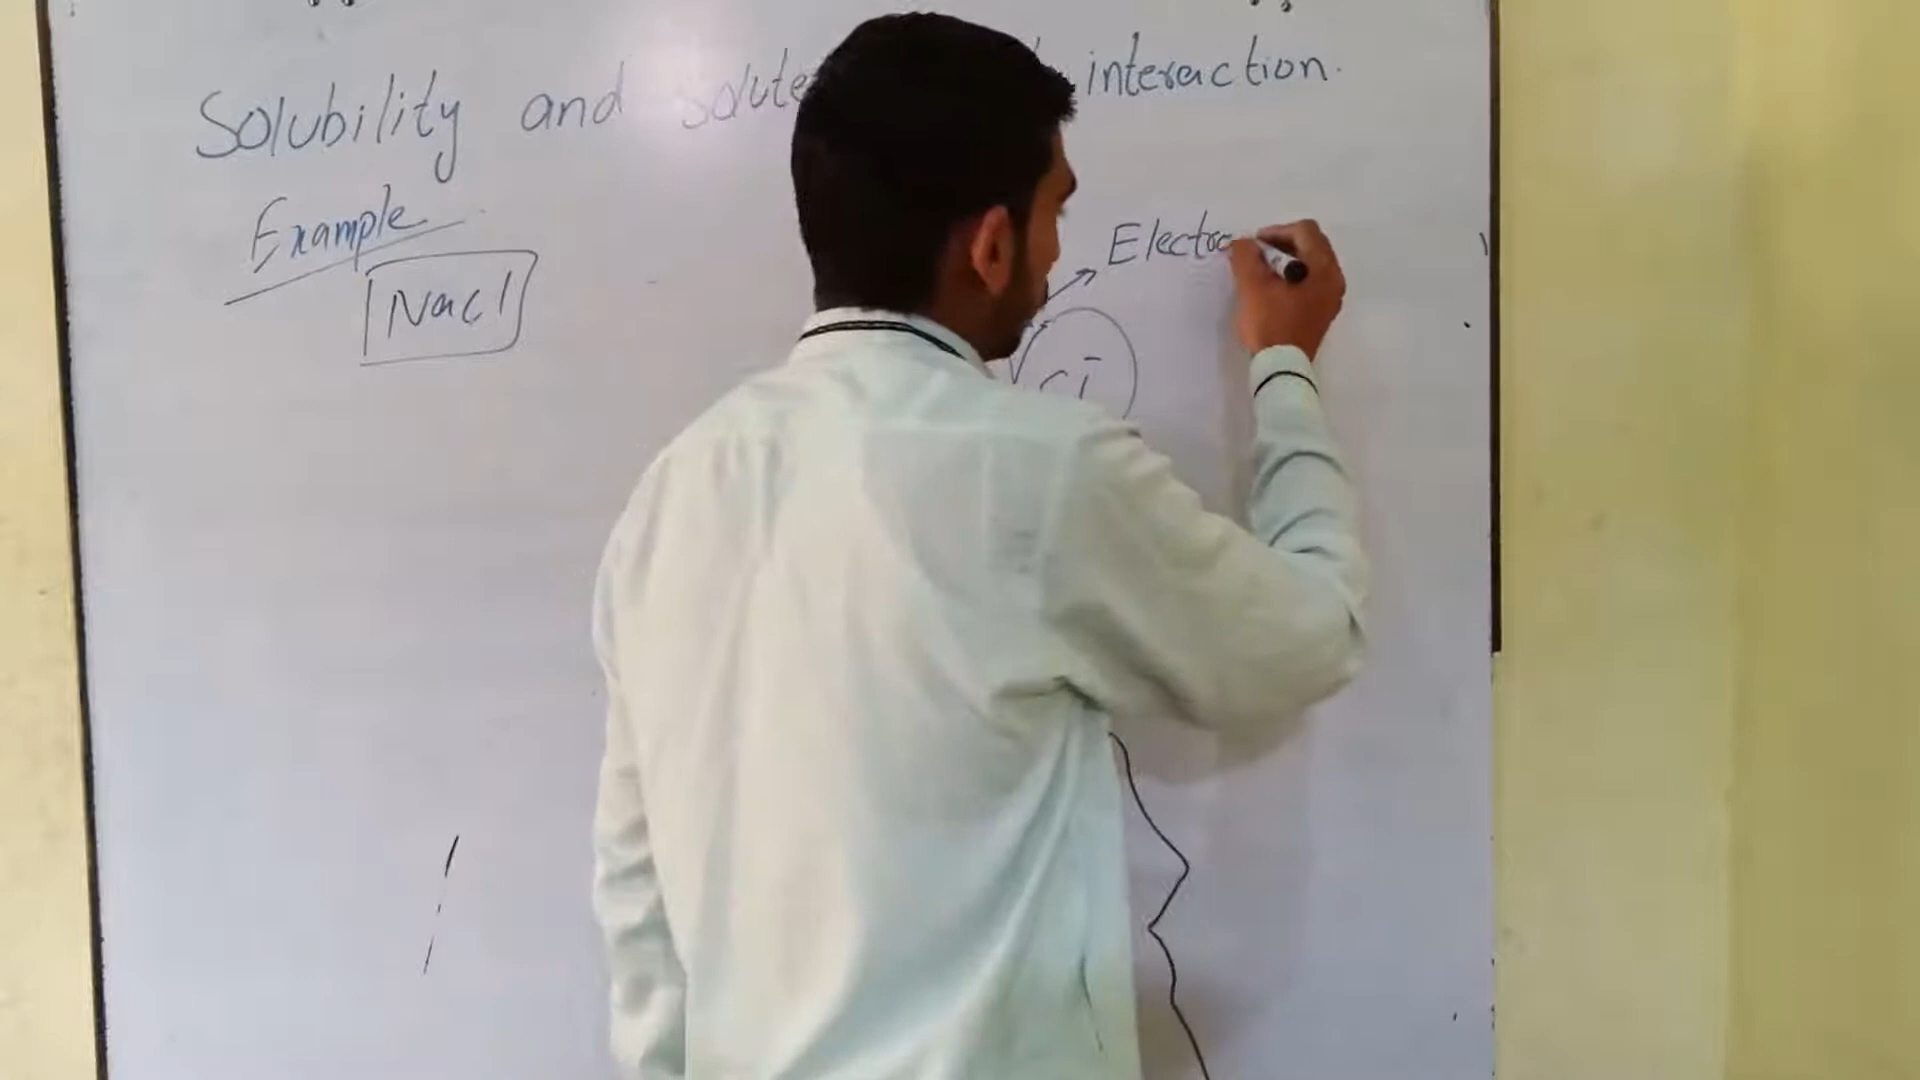 Solubility and solute interaction.
Example
Nacl
Electro
Cl⁻